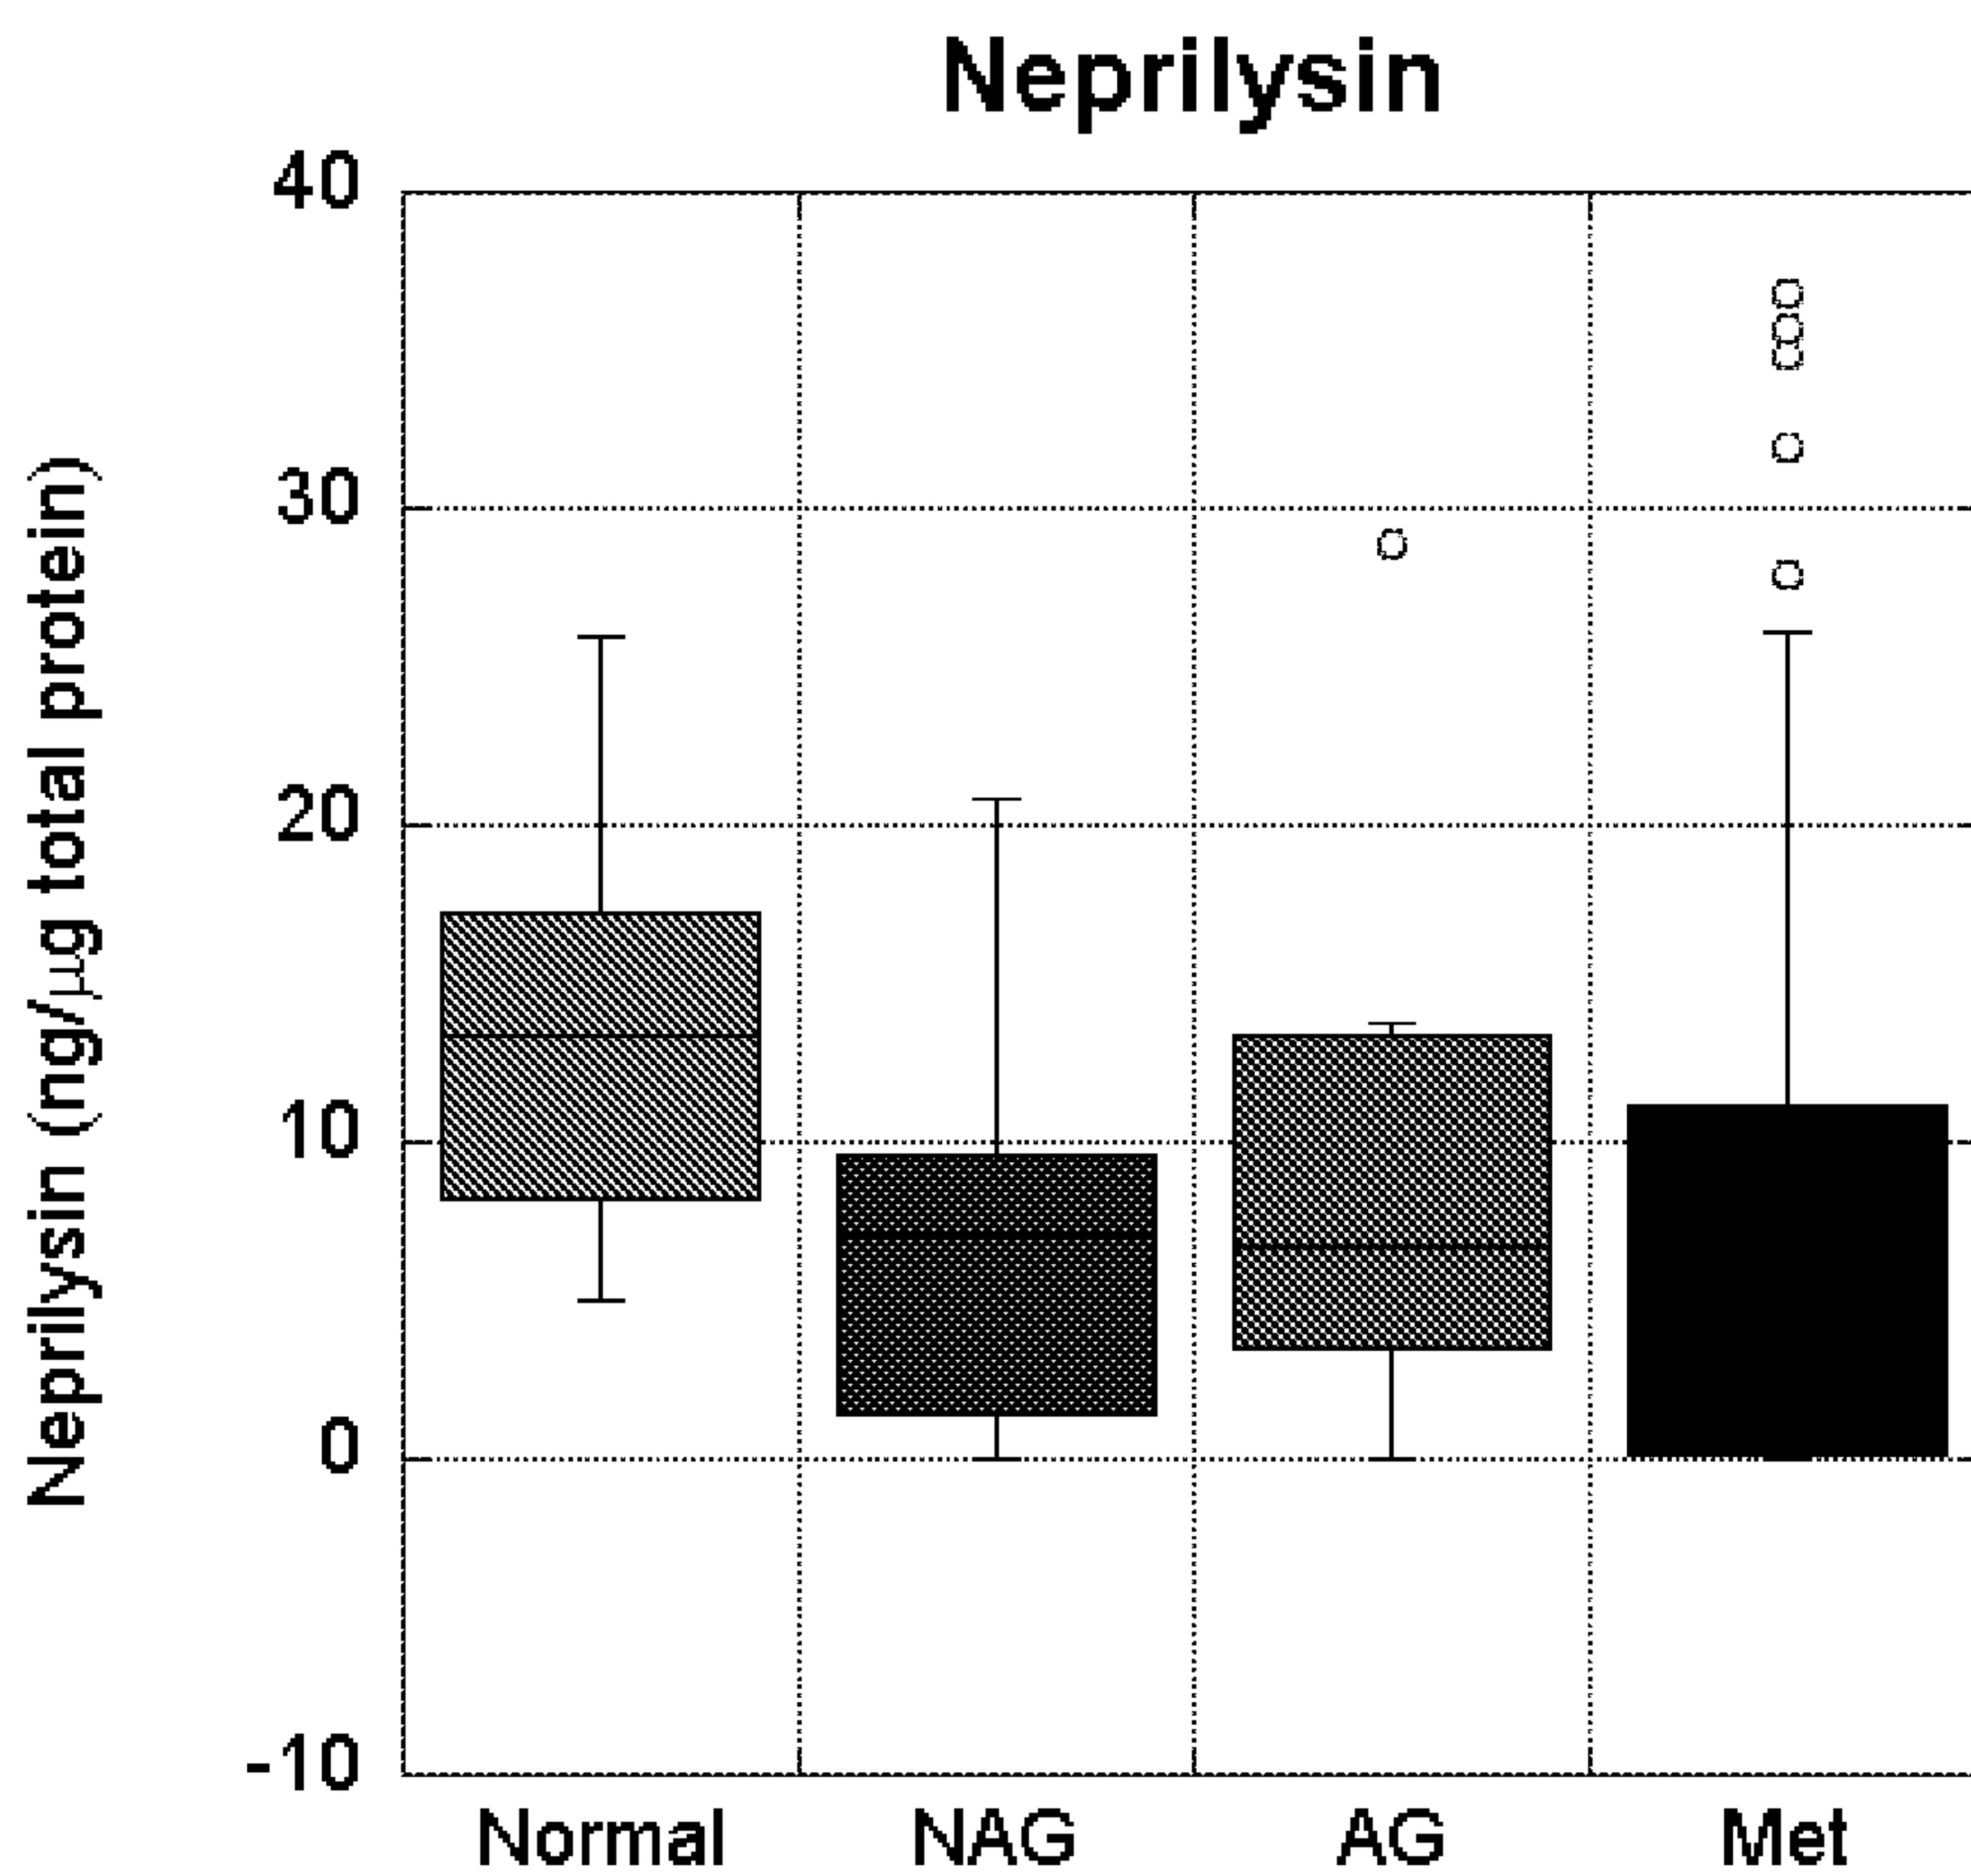 Neprilysin
Neprilysin (ng/μg total protein)
40
30
20
10
0
-10
Normal NAG AG Met